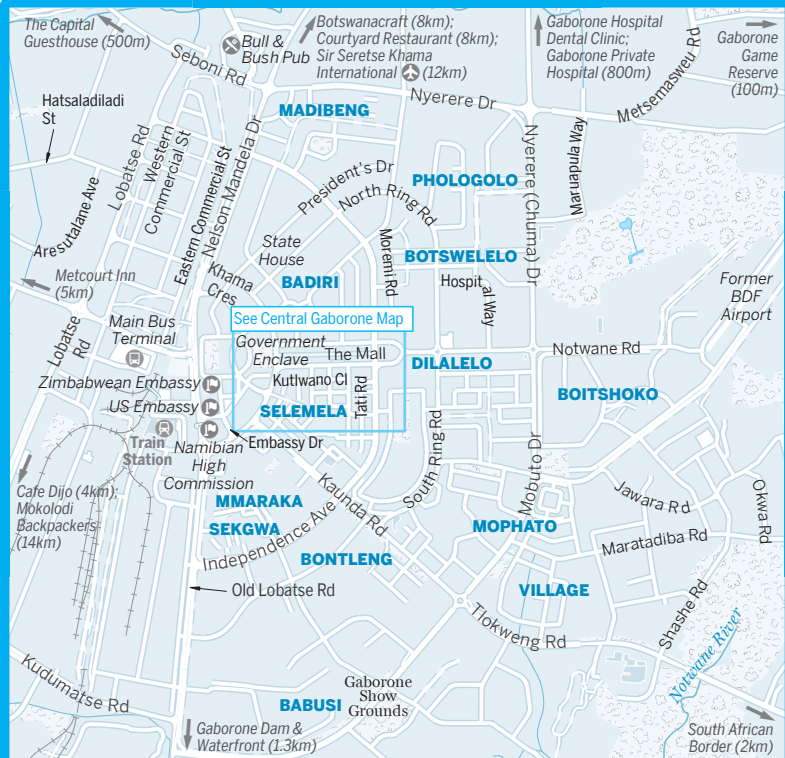 The Capital
Guesthouse (500m)
Bull &
Bush Pub
Botswanacraft (8km);
Courtyard Restaurant (8km);
Sir Seretse Khama
International (12km)
Gaborone Hospital
Dental Clinic;
Gaborone Private
Hospital (800m)
Gaborone
Game
Reserve
(100m)
Seboni Rd
Metsemasweu Rd
Hatsaladiladi
St
MADIBENG
Nyerere Dr
Lobatse Rd
Western
Commercial St
Eastern Commercial St
Nelson Mandela Dr
President's Dr
North Ring Rd
PHOLOGOLO
Nyerere (Chuma) Dr
Marandula Way
Aresutalane Ave
State
House
Moremi Rd
BOTSWELELO
Khama
Cres
BADIRI
Hospital Way
Metcourt Inn
(5km)
Former
BDF
Airport
See Central Gaborone Map
Main Bus
Terminal
Lobatse
Rd
Government
Enclave
The Mall
DILALELO
Notwane Rd
Zimbabwean Embassy
Kutlwano Cl
Tati Rd
BOITSHOKO
US Embassy
SELEMELA
Train
Station
Namibian
High
Commission
Embassy Dr
South Ring Rd
Mobuto Dr
Cafe Dijo (4km);
Mokolodi
Backpackers
(14km)
MMARAKA
Kaunda Rd
Jawara Rd
Okwa Rd
SEKGWA
MOPHATO
Maratadiba Rd
Independence Ave
BONTLENG
Old Lobatse Rd
VILLAGE
Shashe Rd
Tlokweng Rd
Notwane River
Kudumatse Rd
BABUSI
Gaborone
Show
Grounds
Gaborone Dam &
Waterfront (1.3km)
South African
Border (2km)